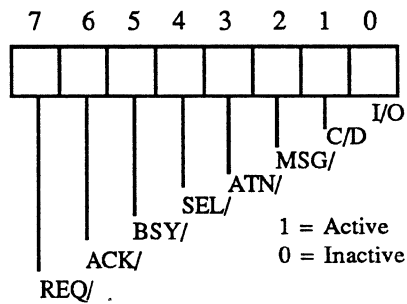 7 6 5 4 3 2 1 0
I/O
C/D
MSG/
ATN/
SEL/
BSY/
1 = Active
ACK/
0 = Inactive
REQ/